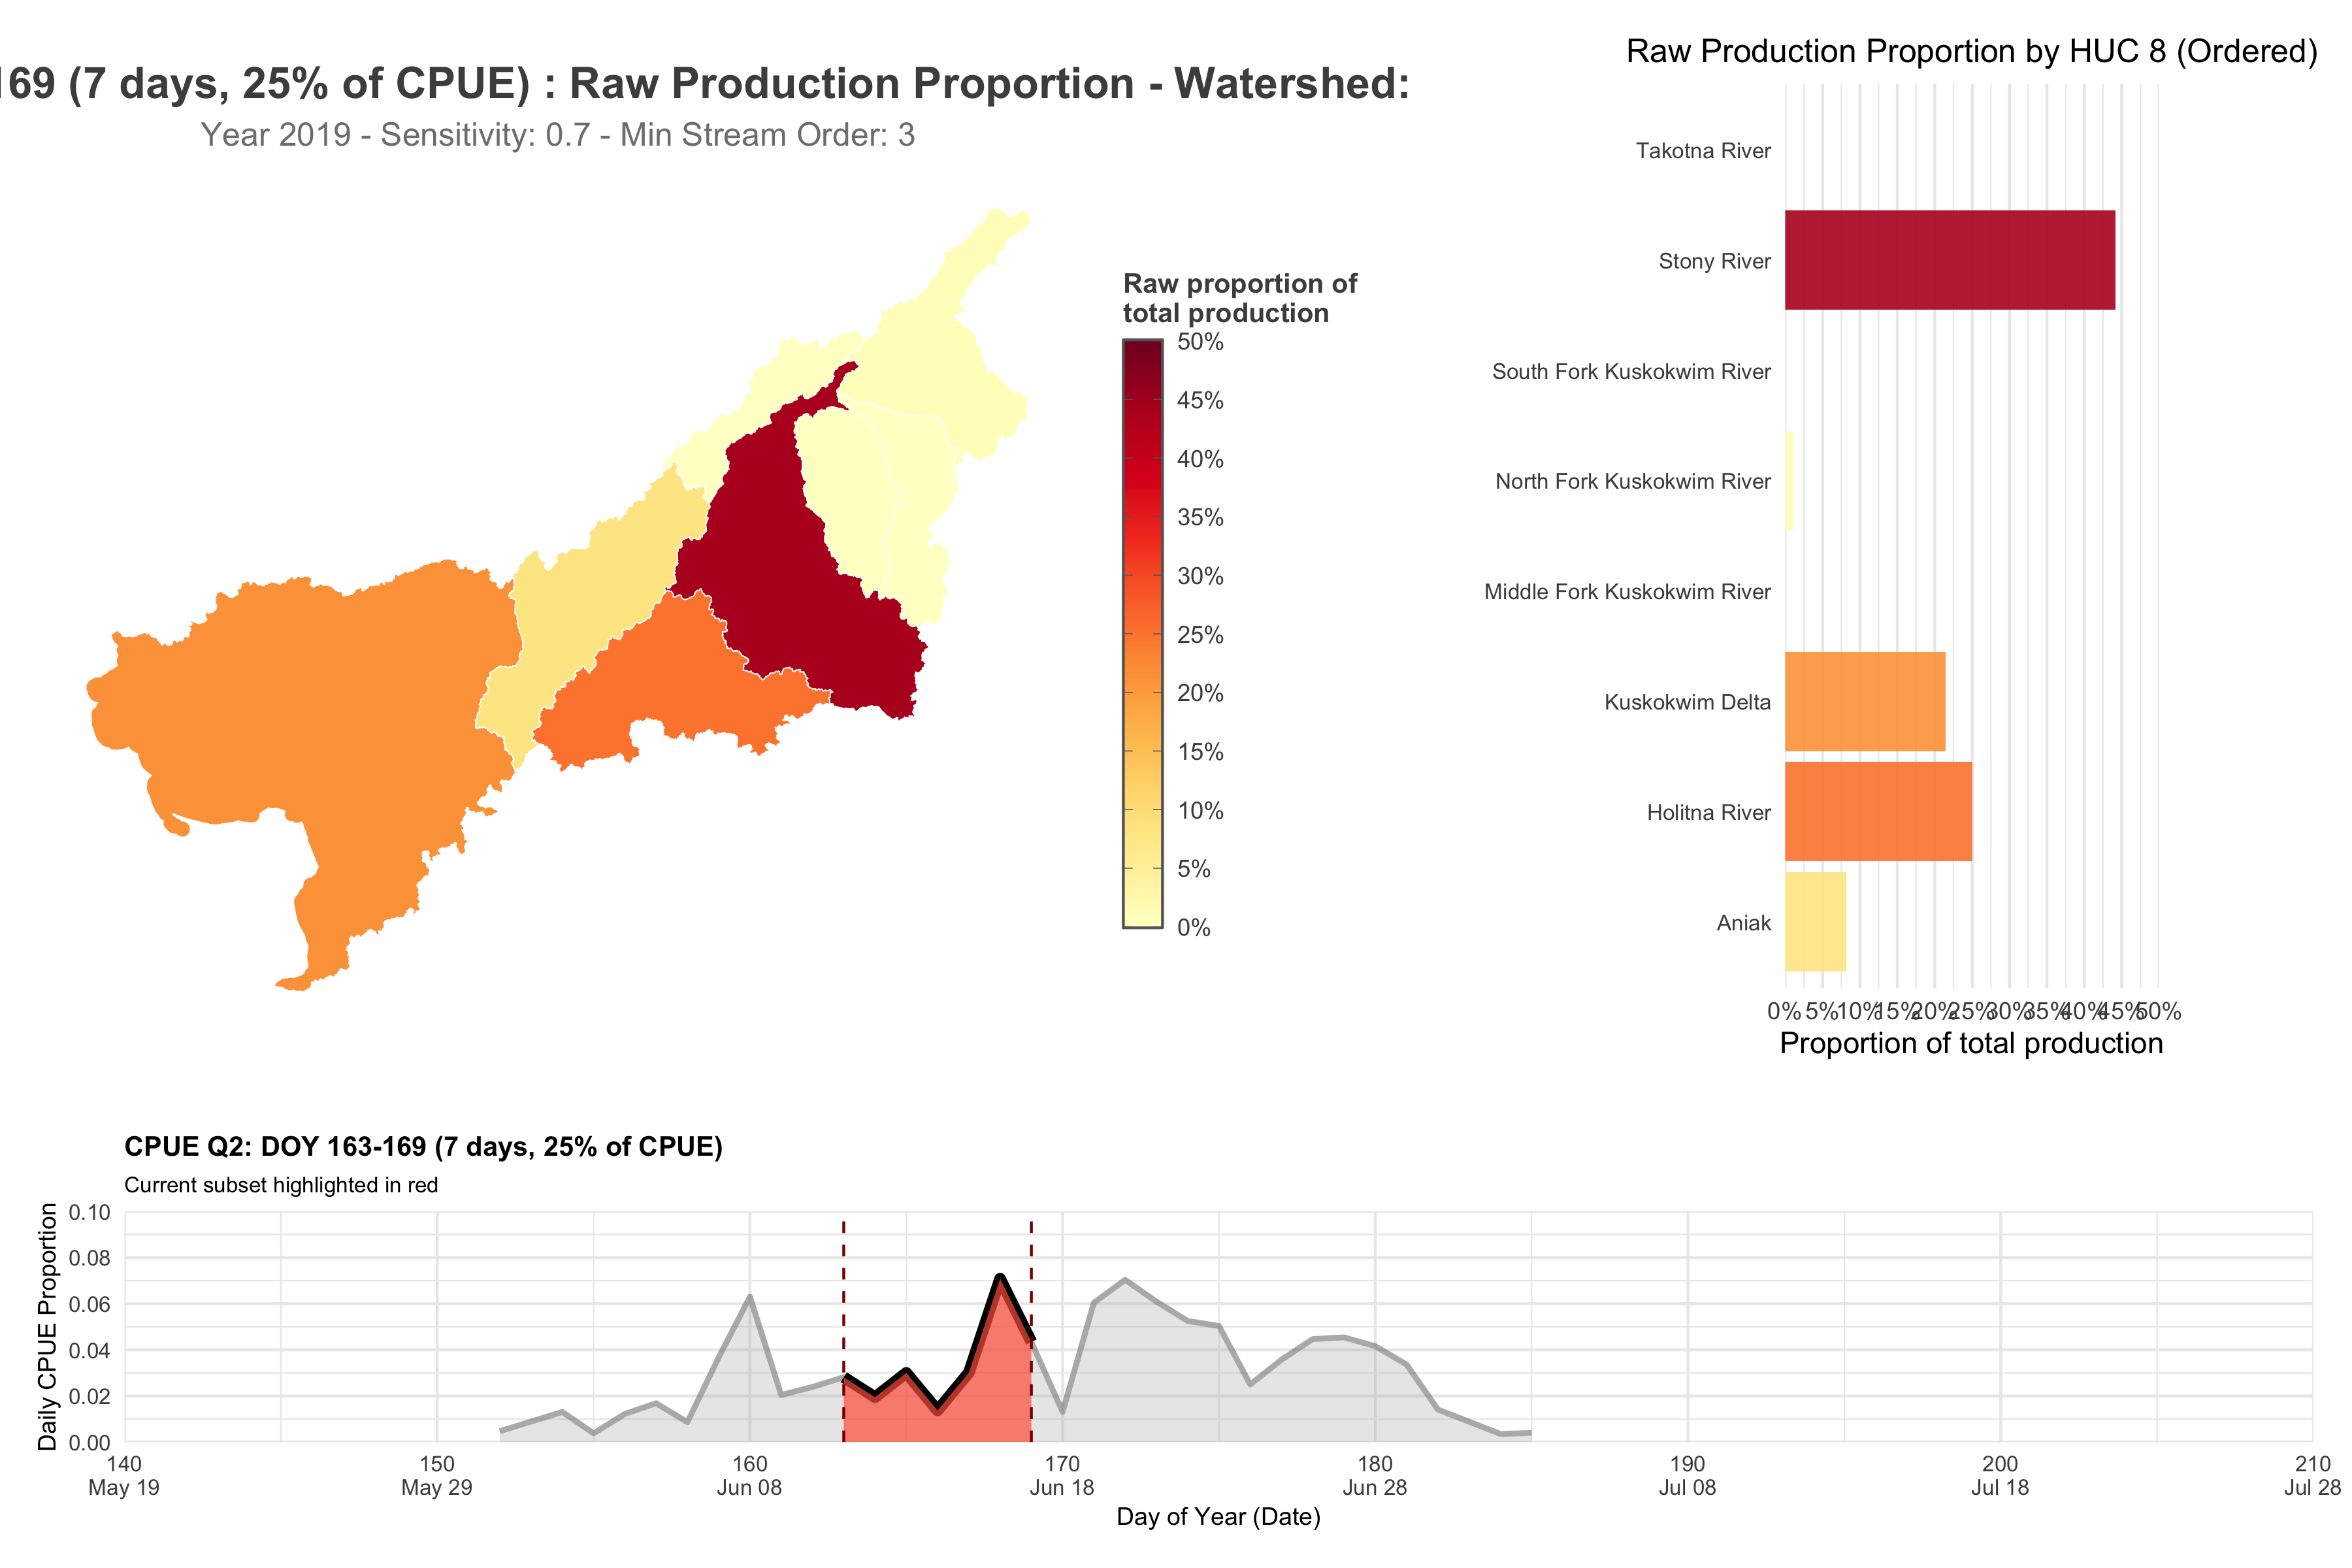 169 (7 days, 25% of CPUE) : Raw Production Proportion - Watershed:
Year 2019 - Sensitivity: 0.7 - Min Stream Order: 3
Raw proportion of
total production
50%
45%
40%
35%
30%
25%
20%
15%
10%
5%
0%
Raw Production Proportion by HUC 8 (Ordered)
Takotna River
Stony River
South Fork Kuskokwim River
North Fork Kuskokwim River
Middle Fork Kuskokwim River
Kuskokwim Delta
Holitna River
Aniak
0% 5% 10% 15% 20% 25% 30% 35% 40% 45% 50%
Proportion of total production
CPUE Q2: DOY 163-169 (7 days, 25% of CPUE)
Current subset highlighted in red
Daily CPUE Proportion
0.10
0.08
0.06
0.04
0.02
0.00
140 150 160 170 180 190 200 210
May 19 May 29 Jun 08 Jun 18 Jun 28 Jul 08 Jul 18 Jul 28
Day of Year (Date)